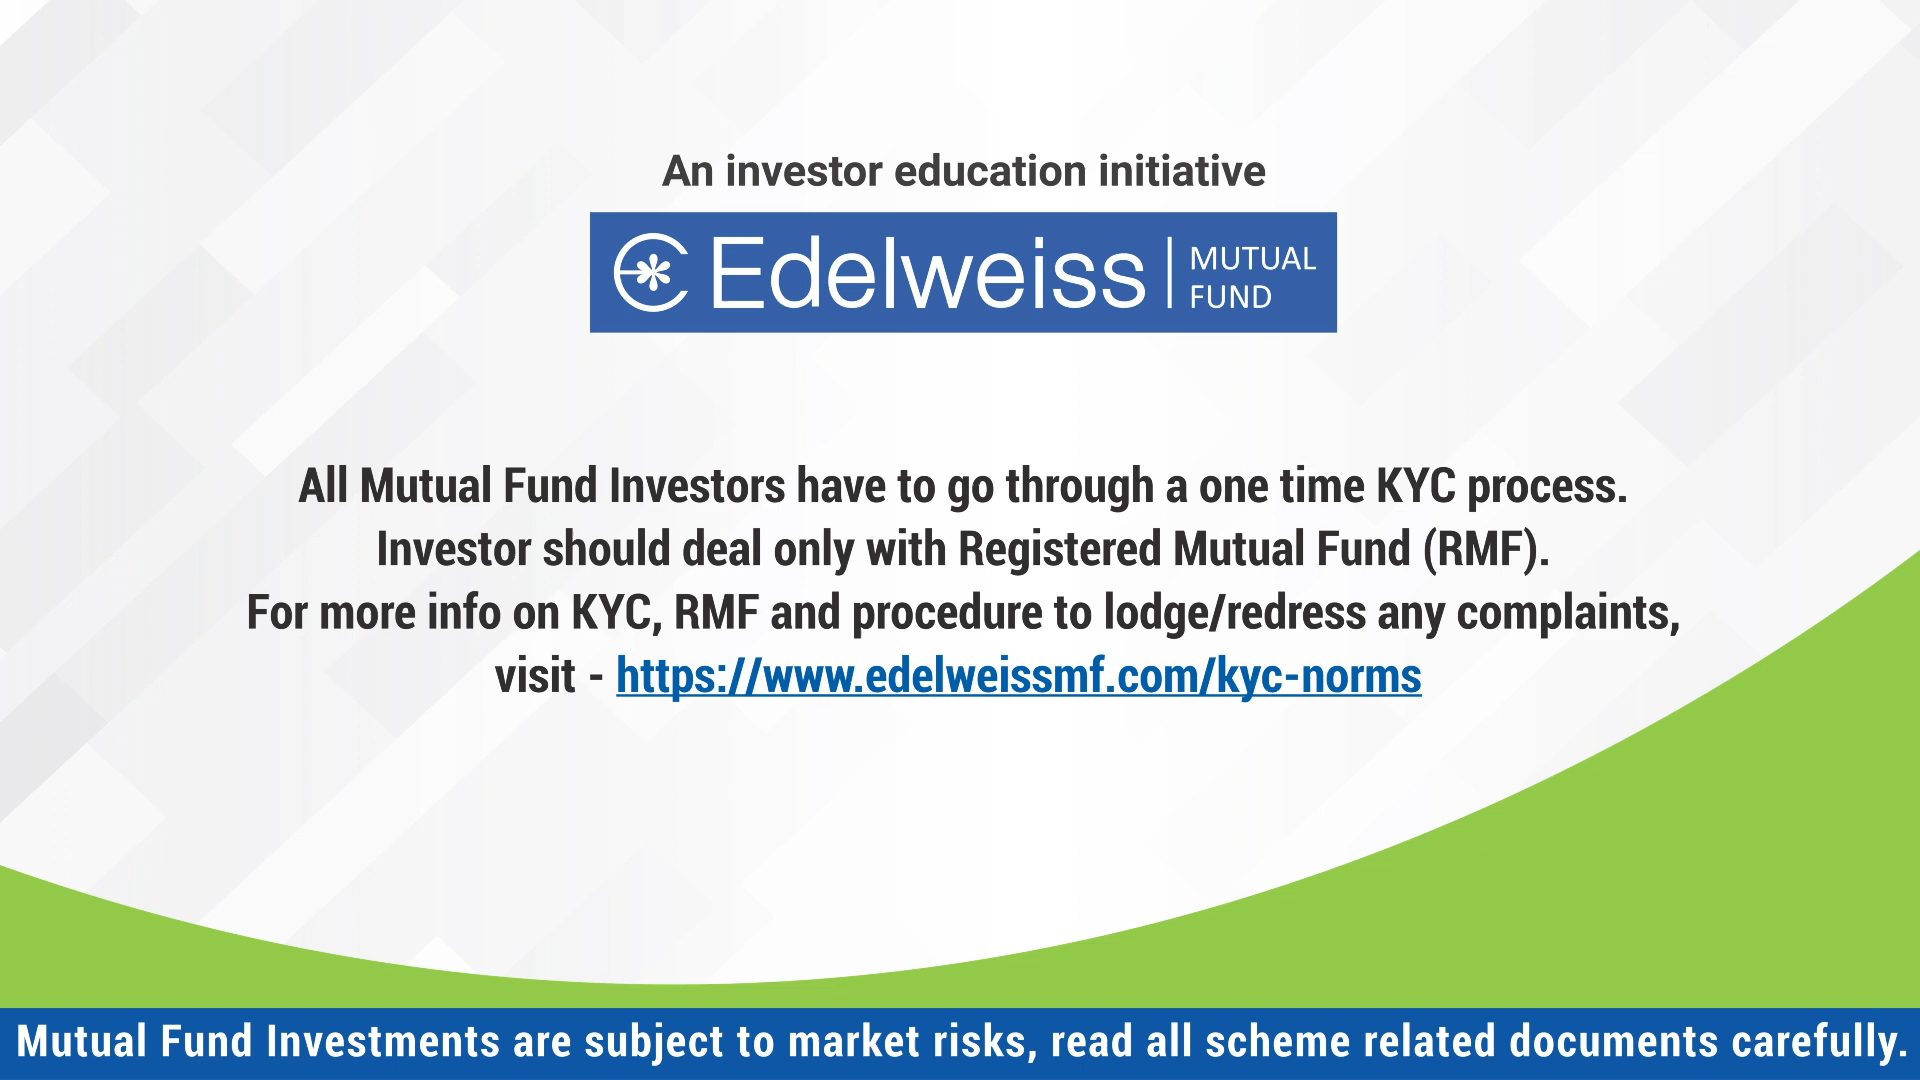 An investor education initiative
Edelweiss MUTUAL FUND
All Mutual Fund Investors have to go through a one time KYC process.
Investor should deal only with Registered Mutual Fund (RMF).
For more info on KYC, RMF and procedure to lodge/redress any complaints,
visit - https://www.edelweissmf.com/kyc-norms
Mutual Fund Investments are subject to market risks, read all scheme related documents carefully.